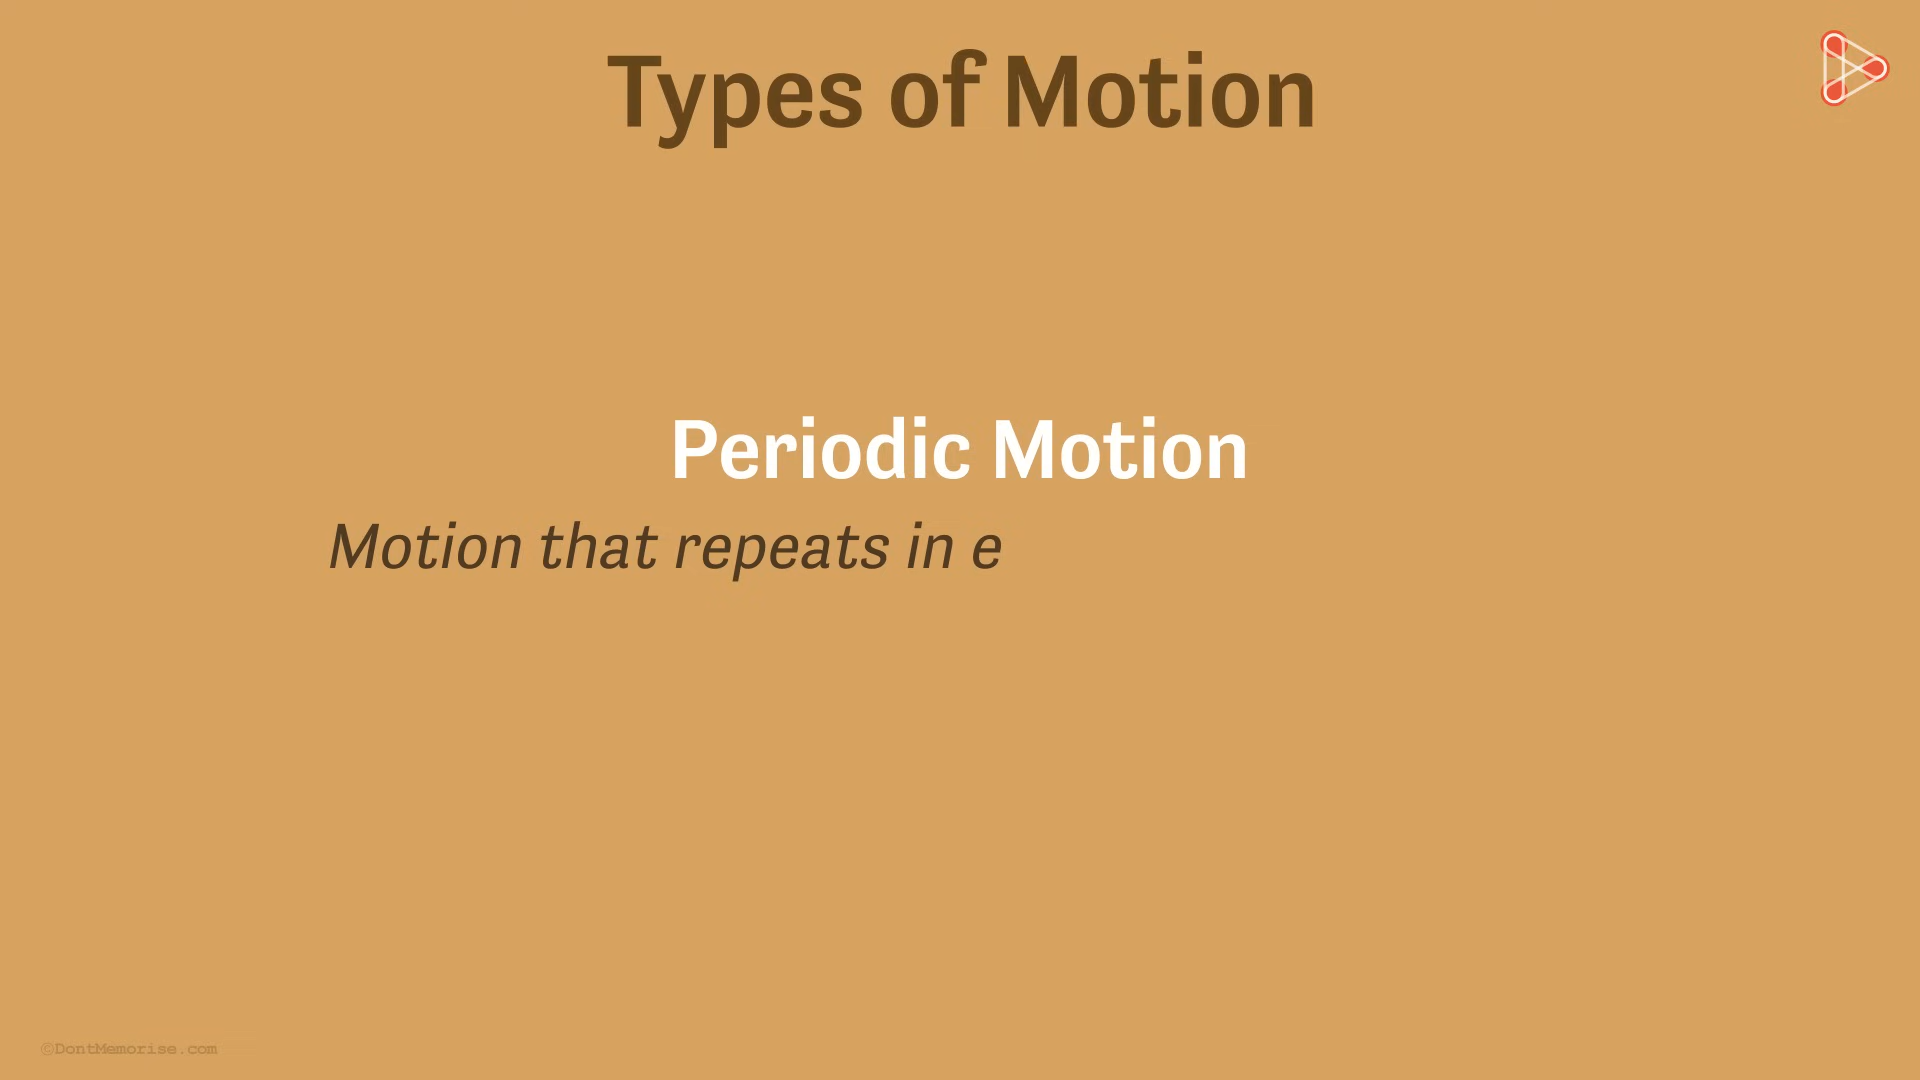 Types of Motion
Periodic Motion
Motion that repeats in e
©DontMemorise.com